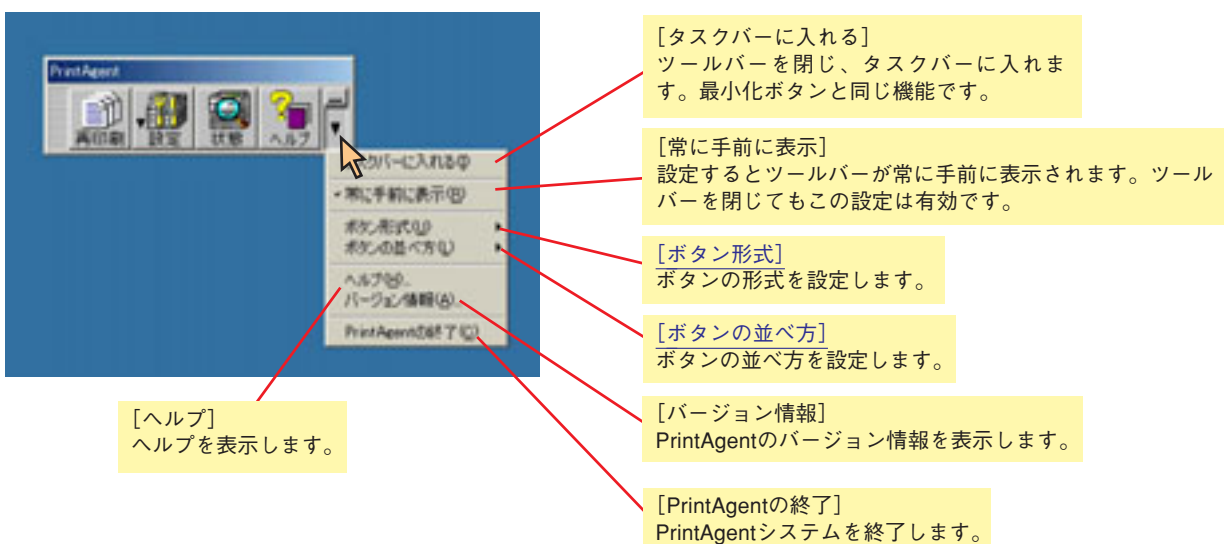 PrintAgent
再印刷 設定 状態 ヘルプ
スクバーに入れる(I)
常に手前に表示(B)
ボタン形式(U)
ボタンの並べ方(L)
ヘルプ(H)...
バージョン情報(A)...
PrintAgentの終了(C)
[タスクバーに入れる]
ツールバーを閉じ、タスクバーに入れま
す。最小化ボタンと同じ機能です。
[常に手前に表示]
設定するとツールバーが常に手前に表示されます。ツール
バーを閉じてもこの設定は有効です。
[ボタン形式]
ボタンの形式を設定します。
[ボタンの並べ方]
ボタンの並べ方を設定します。
[バージョン情報]
PrintAgentのバージョン情報を表示します。
[PrintAgentの終了]
PrintAgentシステムを終了します。
[ヘルプ]
ヘルプを表示します。